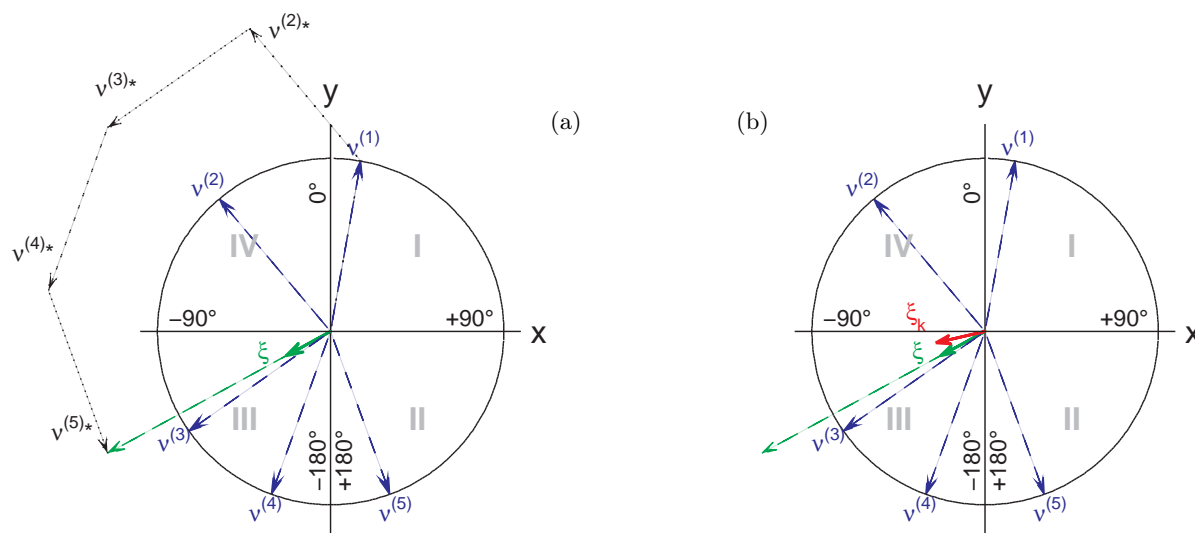 ν(2)*
ν(3)*
y
(a)
ν(1)
ν(2)
0°
IV
I
ν(4)*
−90°
+90°
x
ξ
III
II
ν(3)
ν(5)*
−180°
+180°
ν(4)
ν(5)
(b)
y
ν(1)
ν(2)
0°
IV
I
−90°
+90°
x
ξk
ξ
III
II
ν(3)
−180°
+180°
ν(4)
ν(5)